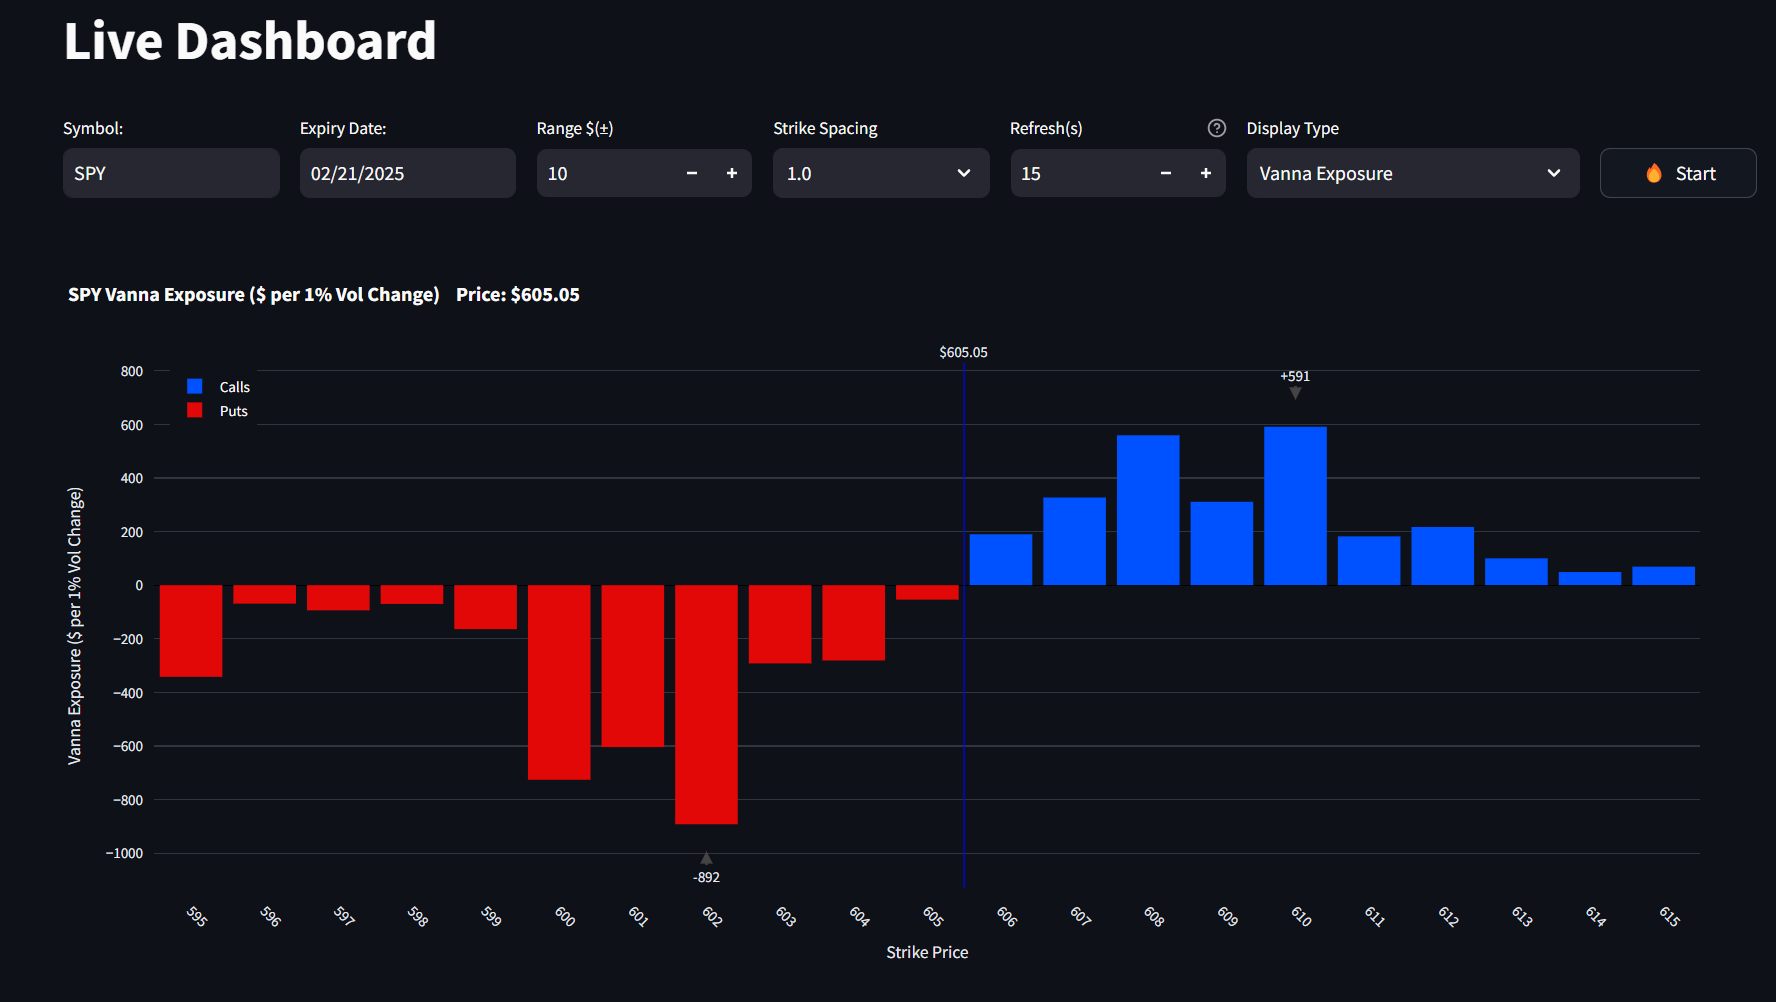 Live Dashboard
Symbol: Expiry Date: Range $(±) Strike Spacing Refresh(s) Display Type
SPY 02/21/2025 10 − + 1.0 15 − + Vanna Exposure Start
SPY Vanna Exposure ($ per 1% Vol Change) Price: $605.05
$605.05
+591
Calls
Puts
800
600
400
200
0
−200
−400
−600
−800
−1000
Vanna Exposure ($ per 1% Vol Change)
-892
595 596 597 598 599 600 601 602 603 604 605 606 607 608 609 610 611 612 613 614 615
Strike Price